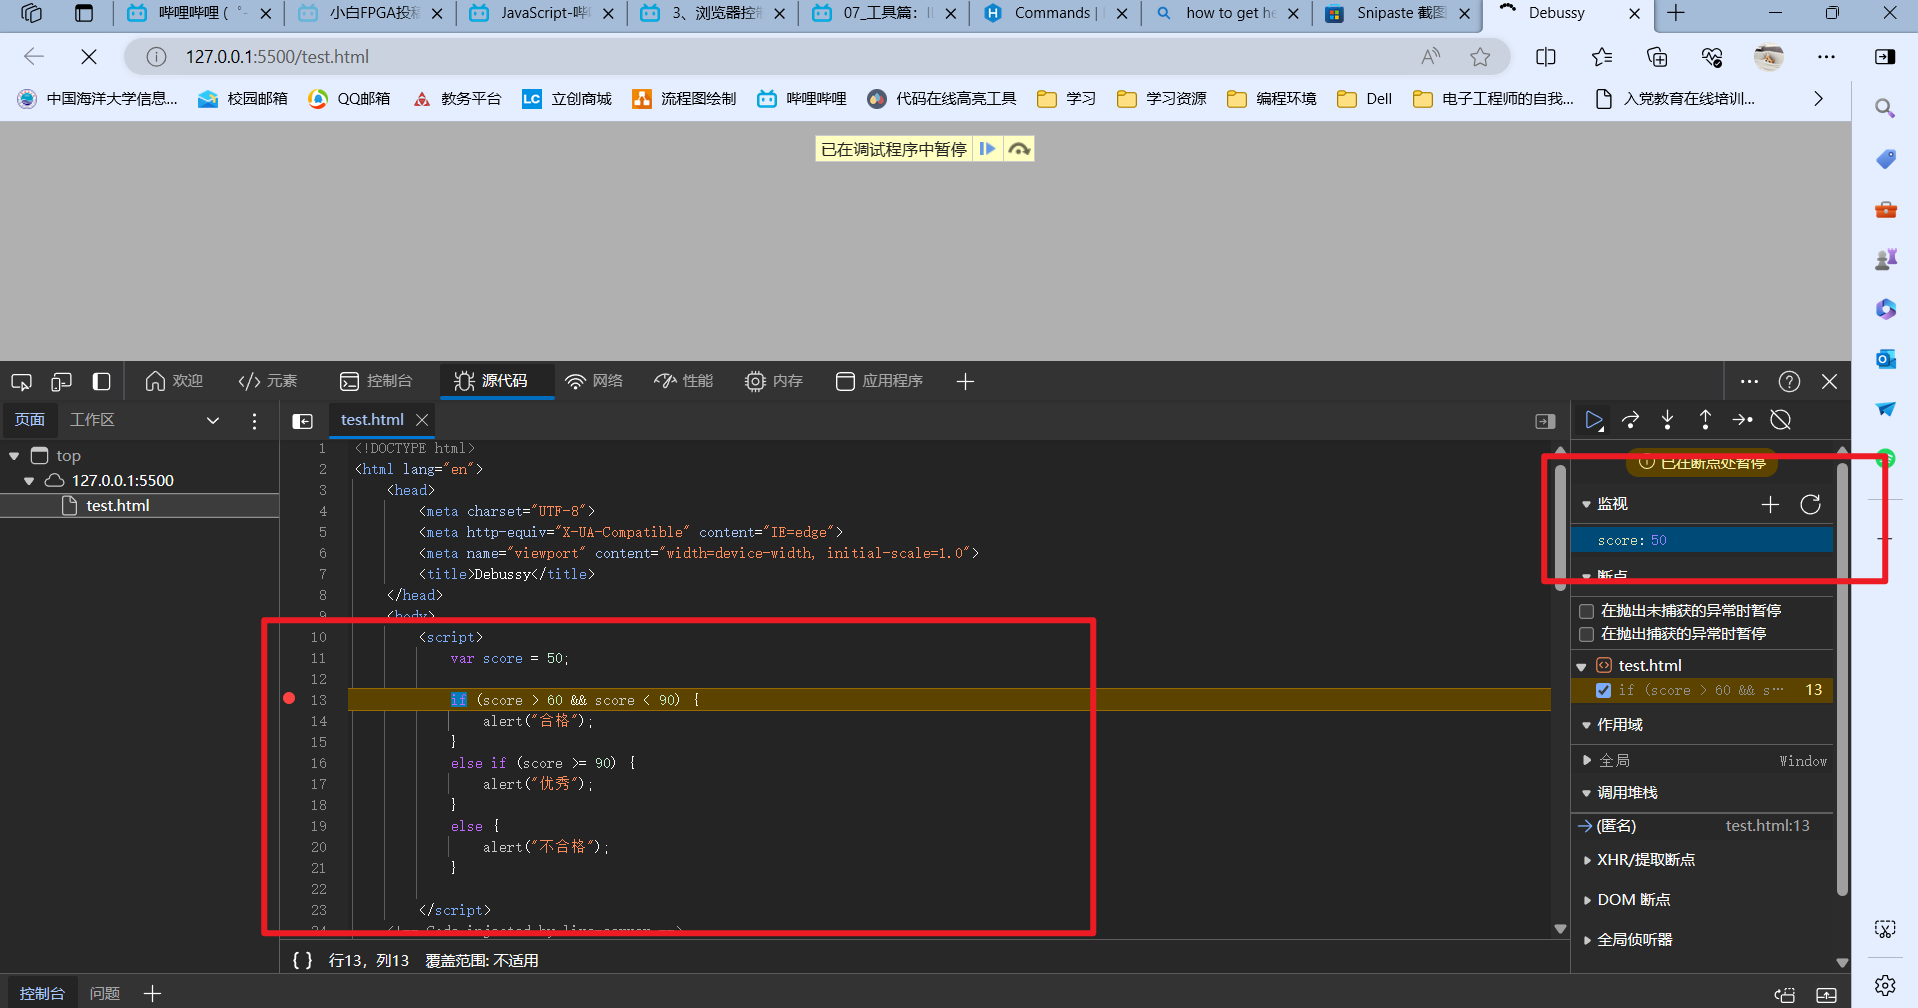 哔哩哔哩 (
小白FPGA投稿
JavaScript-哔
3、浏览器控制
07_工具篇：
Commands |
how to get he
Snipaste 截图
Debussy
127.0.0.1:5500/test.html
中国海洋大学信息...
校园邮箱
QQ邮箱
教务平台
LC 立创商城
流程图绘制
哔哩哔哩
代码在线高亮工具
学习
学习资源
编程环境
Dell
电子工程师的自我...
入党教育在线培训...
已在调试程序中暂停
欢迎
元素
控制台
源代码
网络
性能
内存
应用程序
页面
工作区
test.html
top
127.0.0.1:5500
test.html
1 <!DOCTYPE html>
2 <html lang="en">
3 <head>
4 <meta charset="UTF-8">
5 <meta http-equiv="X-UA-Compatible" content="IE=edge">
6 <meta name="viewport" content="width=device-width, initial-scale=1.0">
7 <title>Debussy</title>
8 </head>
9 <body>
10 <script>
11 var score = 50;
12
13 if (score > 60 && score < 90) {
14 alert("合格");
15 }
16 else if (score >= 90) {
17 alert("优秀");
18 }
19 else {
20 alert("不合格");
21 }
22
23 </script>
24 <!-- Code injected by live-server -->
{ } 行13，列13 覆盖范围: 不适用
已在断点处暂停
监视
score: 50
断点
在抛出未捕获的异常时暂停
在抛出捕获的异常时暂停
test.html
if (score > 60 && s… 13
作用域
全局 Window
调用堆栈
(匿名) test.html:13
XHR/提取断点
DOM 断点
全局侦听器
控制台
问题